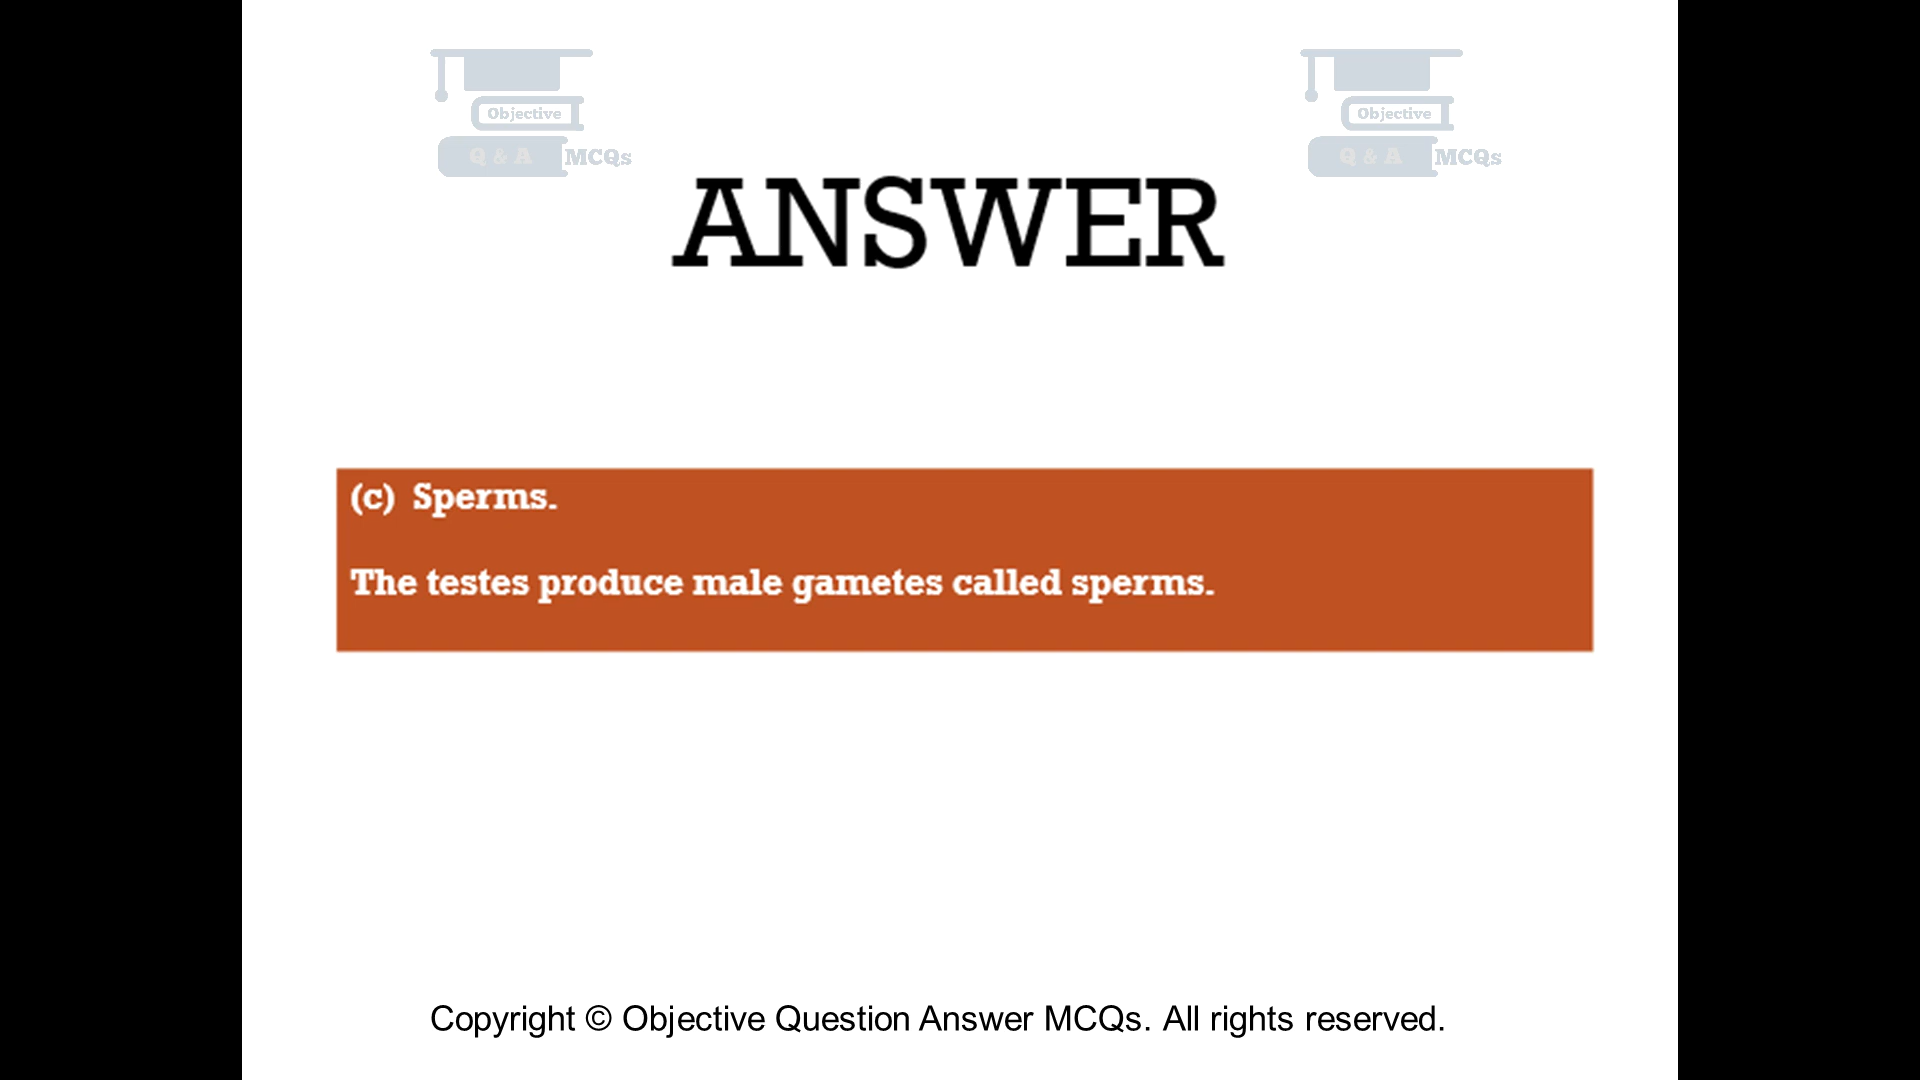 Objective
Q & A MCQs
Objective
Q & A MCQs
ANSWER
(c) Sperms.
The testes produce male gametes called sperms.
Copyright © Objective Question Answer MCQs. All rights reserved.